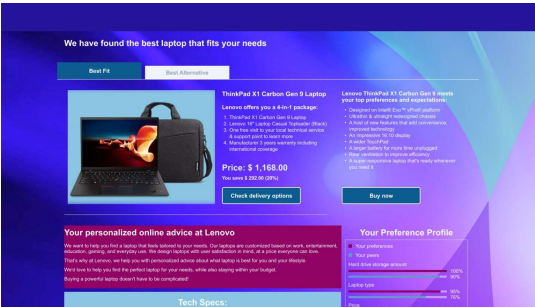 We have found the best laptop that fits your needs
Best Fit
Best Alternative
ThinkPad X1 Carbon Gen 9 Laptop
Lenovo offers you a 4-in-1 package:
1. ThinkPad X1 Carbon Gen 9 Laptop
2. Lenovo 16" Laptop Casual Toploader (Black)
3. One free visit to your local technical service
& support point to learn more
4. Manufacturer 3 years warranty including
international coverage
Price: $ 1,168.00
You save $ 292.00 (20%)
Check delivery options
Lenovo ThinkPad X1 Carbon Gen 9 meets
your top preferences and expectations:
• Designed on Intel® Evo™ vPro® platform
• Ultrathin & ultralight redesigned chassis
• A host of new features that add convenience,
improved technology
• An impressive 16:10 display
• A wider TouchPad
• A larger battery for more time unplugged
• Rear ventilation to improve efficiency
• A super-responsive laptop that's ready whenever
you need it
Buy now
Your personalized online advice at Lenovo
We want to help you find a laptop that feels tailored to your needs. Our laptops are customized based on work, entertainment,
education, gaming, and everyday use. We design laptops with user satisfaction in mind, at a price everyone can love.
That's why at Lenovo, we help you with personalized advice about what laptop is best for you and your lifestyle.
We'd love to help you find the perfect laptop for your needs, while also staying within your budget.
Buying a powerful laptop doesn't have to be complicated!
Tech Specs:
Your Preference Profile
Your preferences
Your peers
Hard drive storage amount
100%
90%
Laptop type
95%
76%
Price